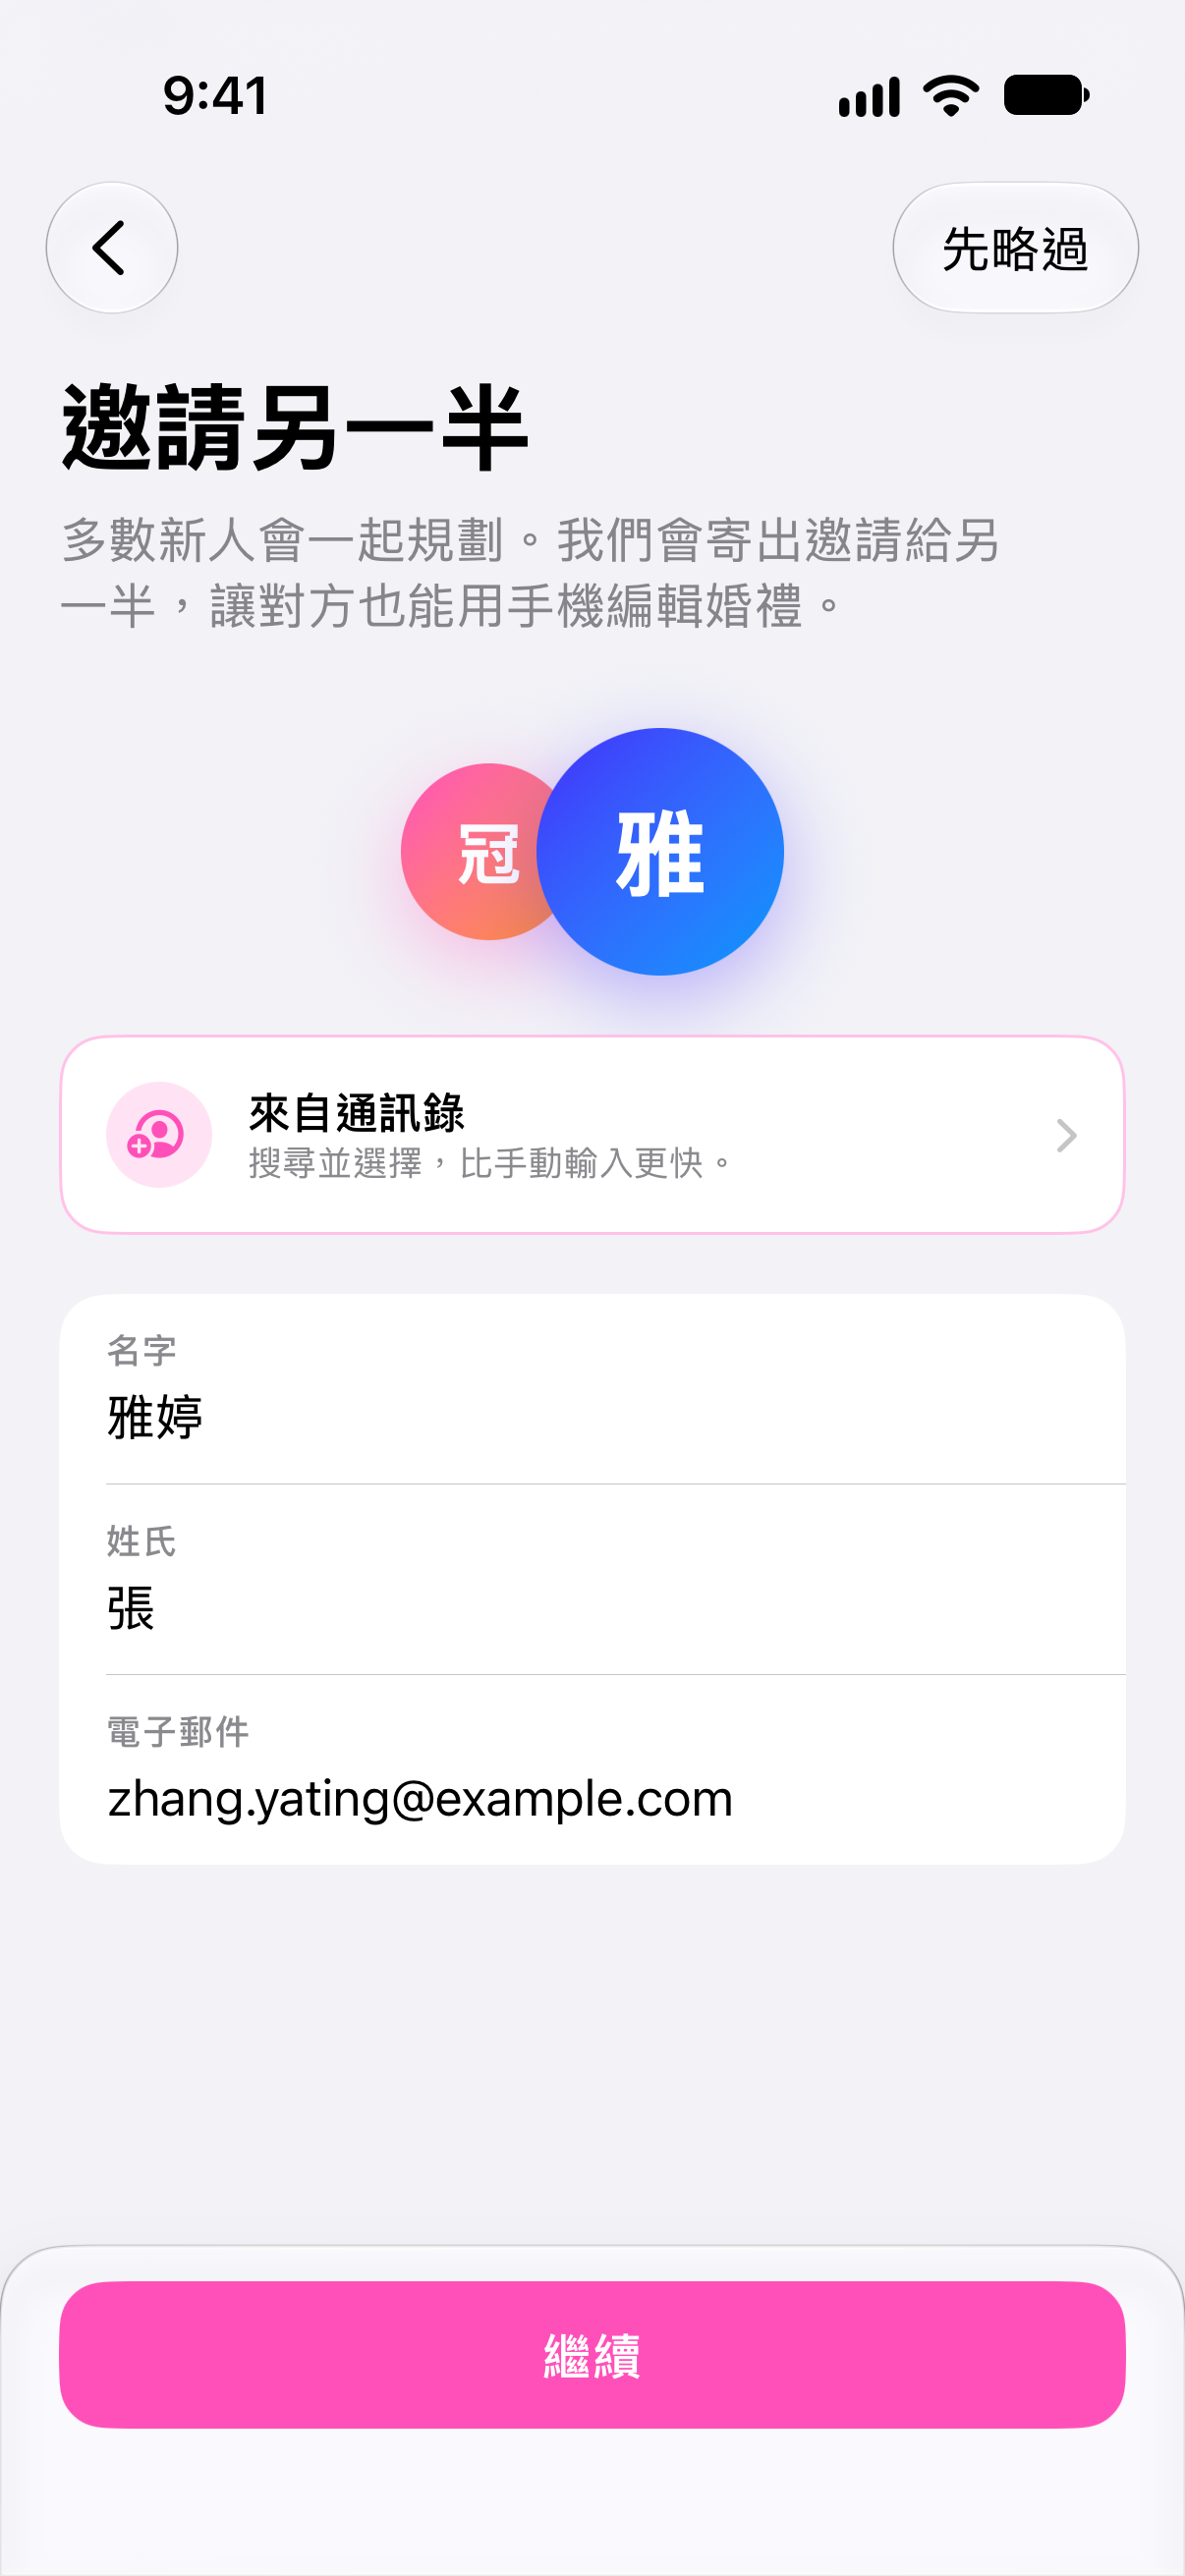 9:41
先略過
邀請另一半
多數新人會一起規劃。我們會寄出邀請給另
一半，讓對方也能用手機編輯婚禮。
冠
雅
來自通訊錄
搜尋並選擇，比手動輸入更快。
名字
雅婷
姓氏
張
電子郵件
zhang.yating@example.com
繼續